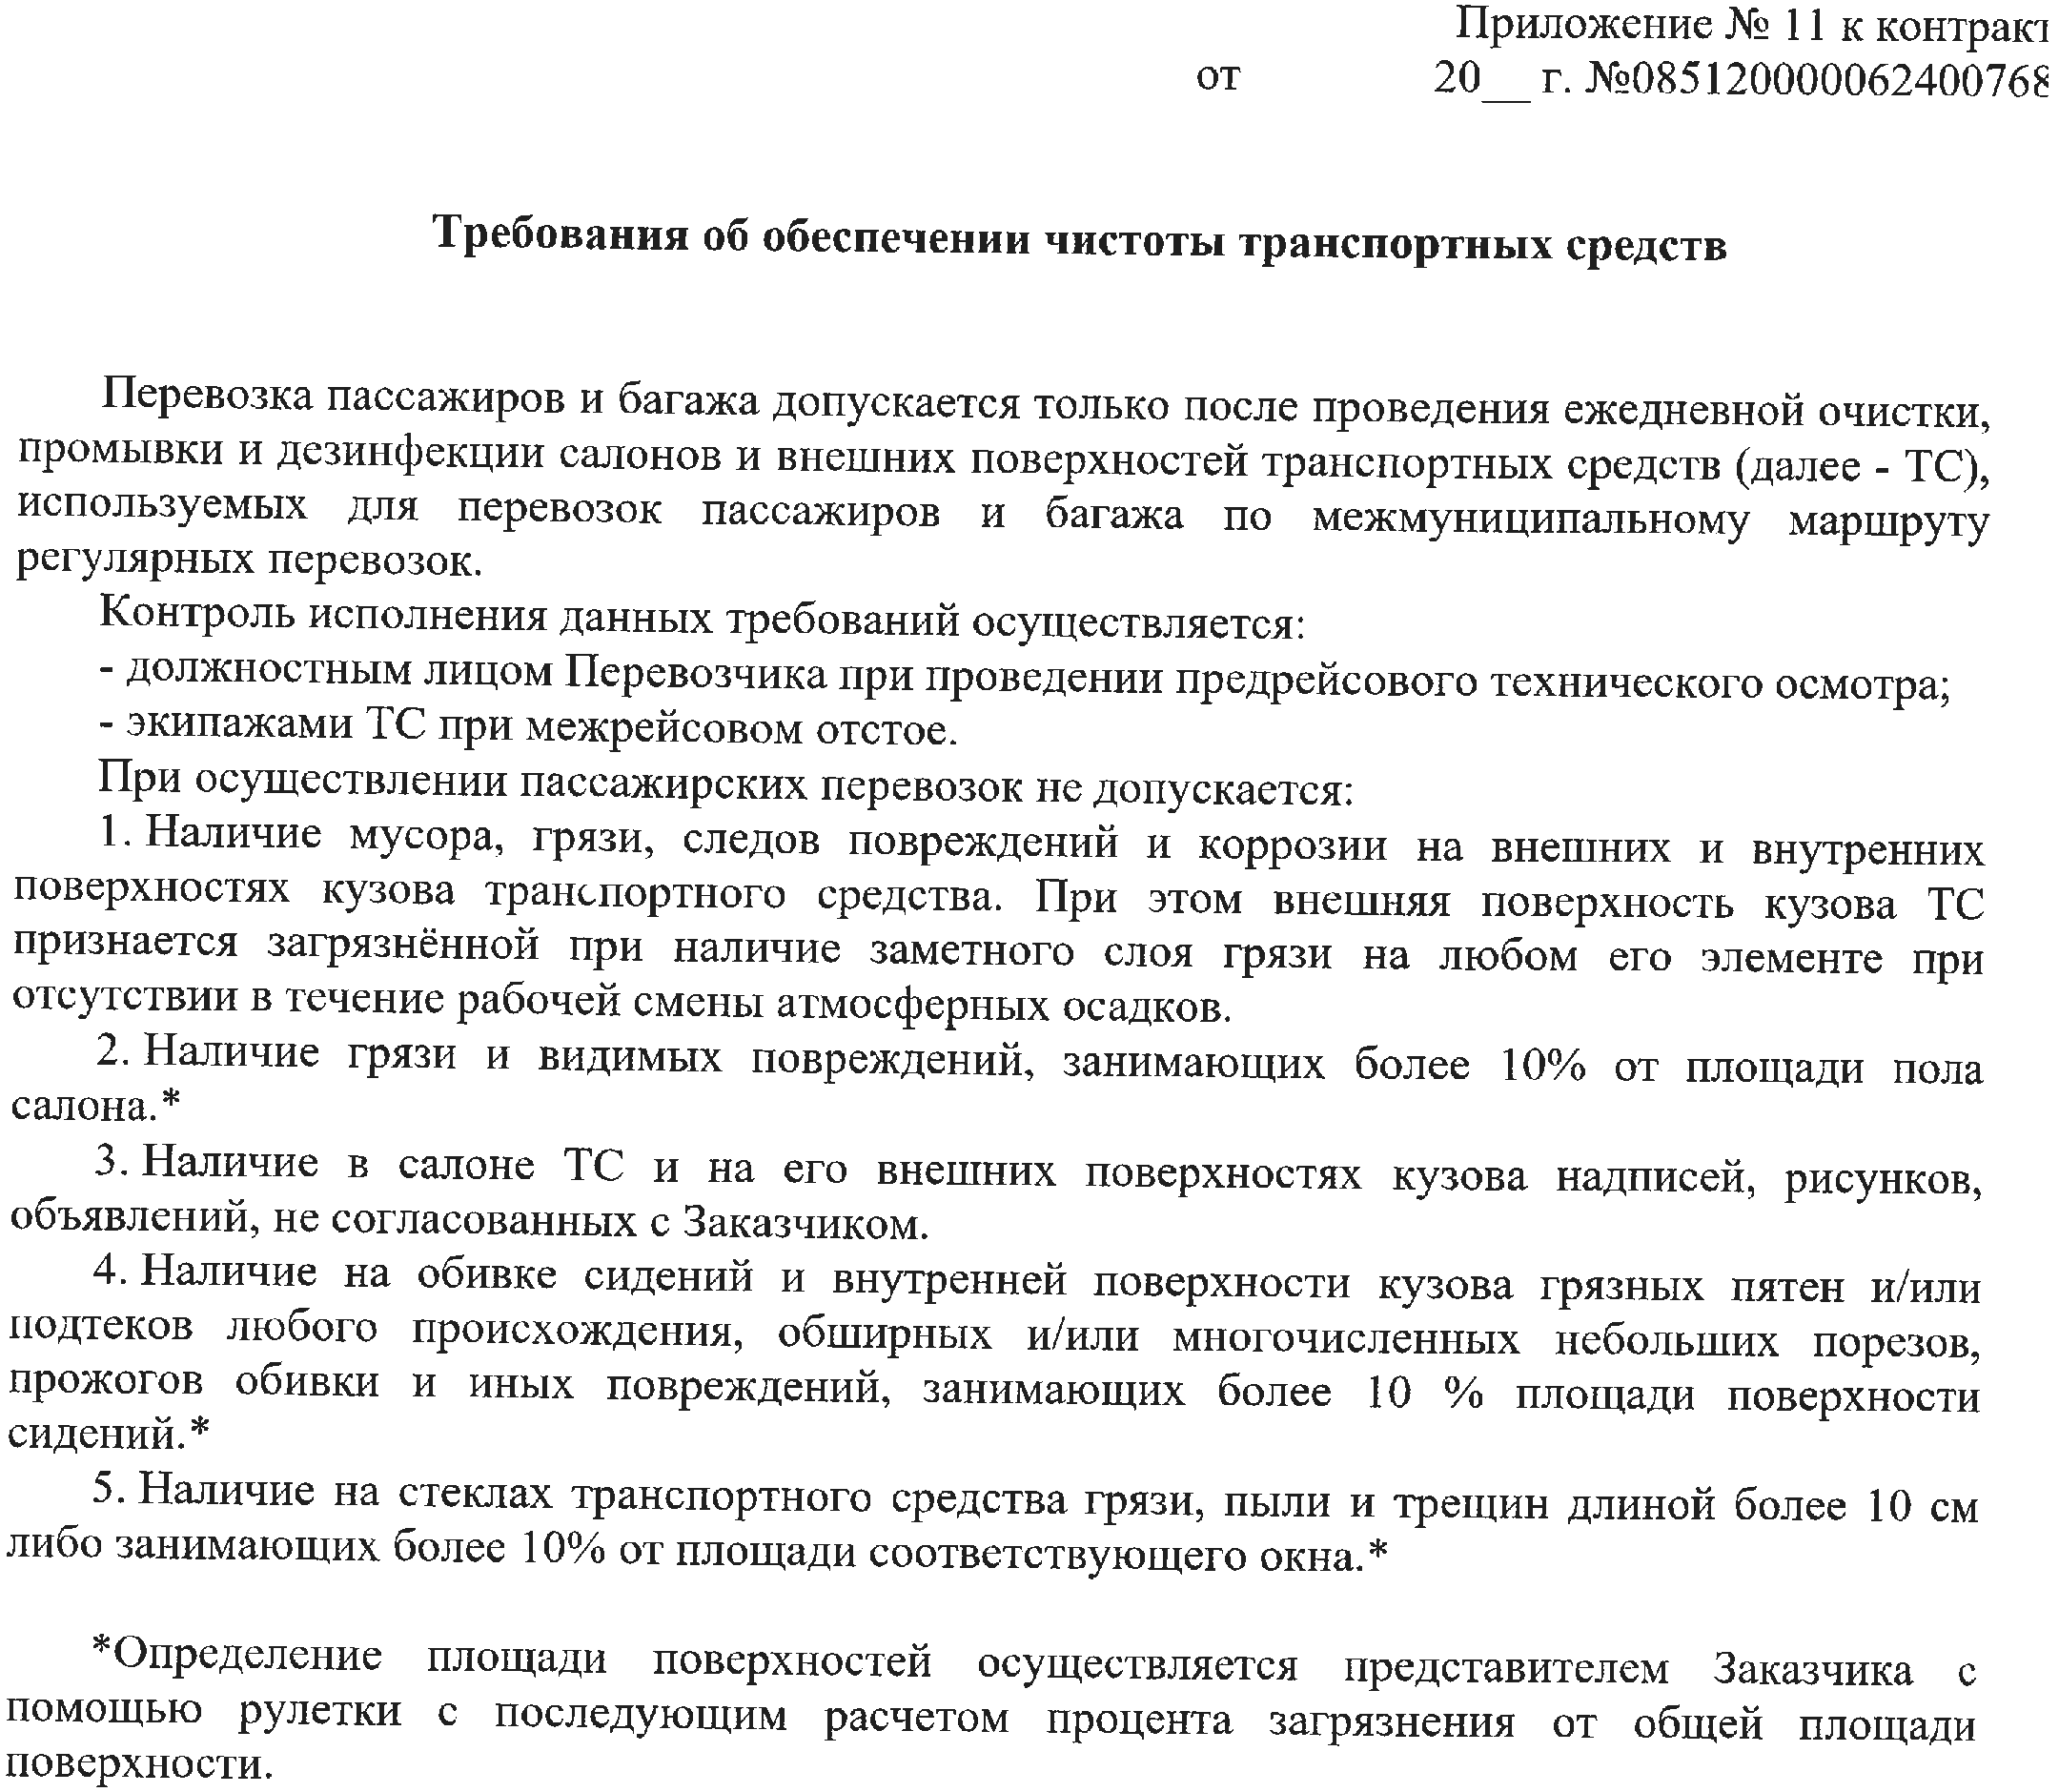 Приложение № 11 к контракт
от 20__ г. №085120000062400768
Требования об обеспечении чистоты транспортных средств
Перевозка пассажиров и багажа допускается только после проведения ежедневной очистки,
промывки и дезинфекции салонов и внешних поверхностей транспортных средств (далее - ТС),
используемых для перевозок пассажиров и багажа по межмуниципальному маршруту
регулярных перевозок.
Контроль исполнения данных требований осуществляется:
- должностным лицом Перевозчика при проведении предрейсового технического осмотра;
- экипажами ТС при межрейсовом отстое.
При осуществлении пассажирских перевозок не допускается:
1. Наличие мусора, грязи, следов повреждений и коррозии на внешних и внутренних
поверхностях кузова транспортного средства. При этом внешняя поверхность кузова ТС
признается загрязнённой при наличие заметного слоя грязи на любом его элементе при
отсутствии в течение рабочей смены атмосферных осадков.
2. Наличие грязи и видимых повреждений, занимающих более 10% от площади пола
салона.*
3. Наличие в салоне ТС и на его внешних поверхностях кузова надписей, рисунков,
объявлений, не согласованных с Заказчиком.
4. Наличие на обивке сидений и внутренней поверхности кузова грязных пятен и/или
подтеков любого происхождения, обширных и/или многочисленных небольших порезов,
прожогов обивки и иных повреждений, занимающих более 10 % площади поверхности
сидений.*
5. Наличие на стеклах транспортного средства грязи, пыли и трещин длиной более 10 см
либо занимающих более 10% от площади соответствующего окна.*
*Определение площади поверхностей осуществляется представителем Заказчика с
помощью рулетки с последующим расчетом процента загрязнения от общей площади
поверхности.